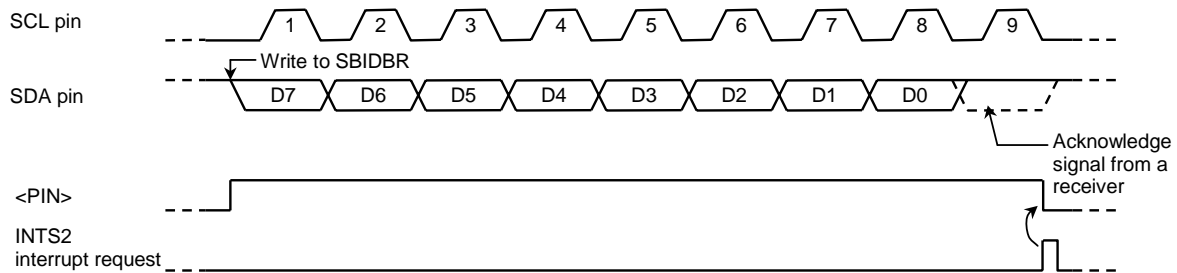 SCL pin
1 2 3 4 5 6 7 8 9
Write to SBIDBR
SDA pin
D7 D6 D5 D4 D3 D2 D1 D0
Acknowledge
signal from a
receiver
<PIN>
INTS2
interrupt request